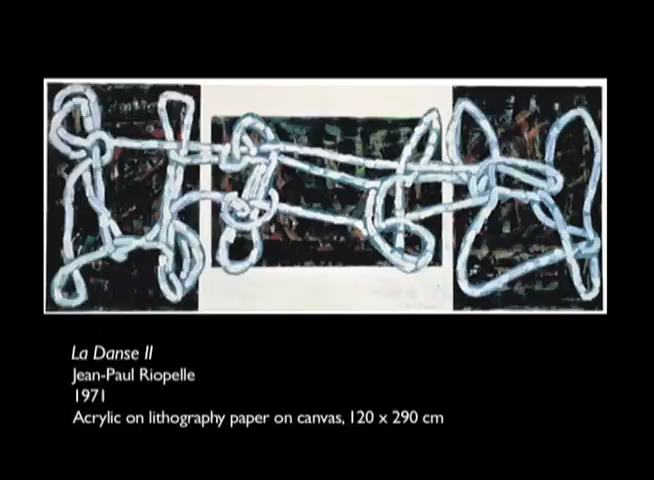 La Danse II
Jean-Paul Riopelle
1971
Acrylic on lithography paper on canvas, 120 x 290 cm